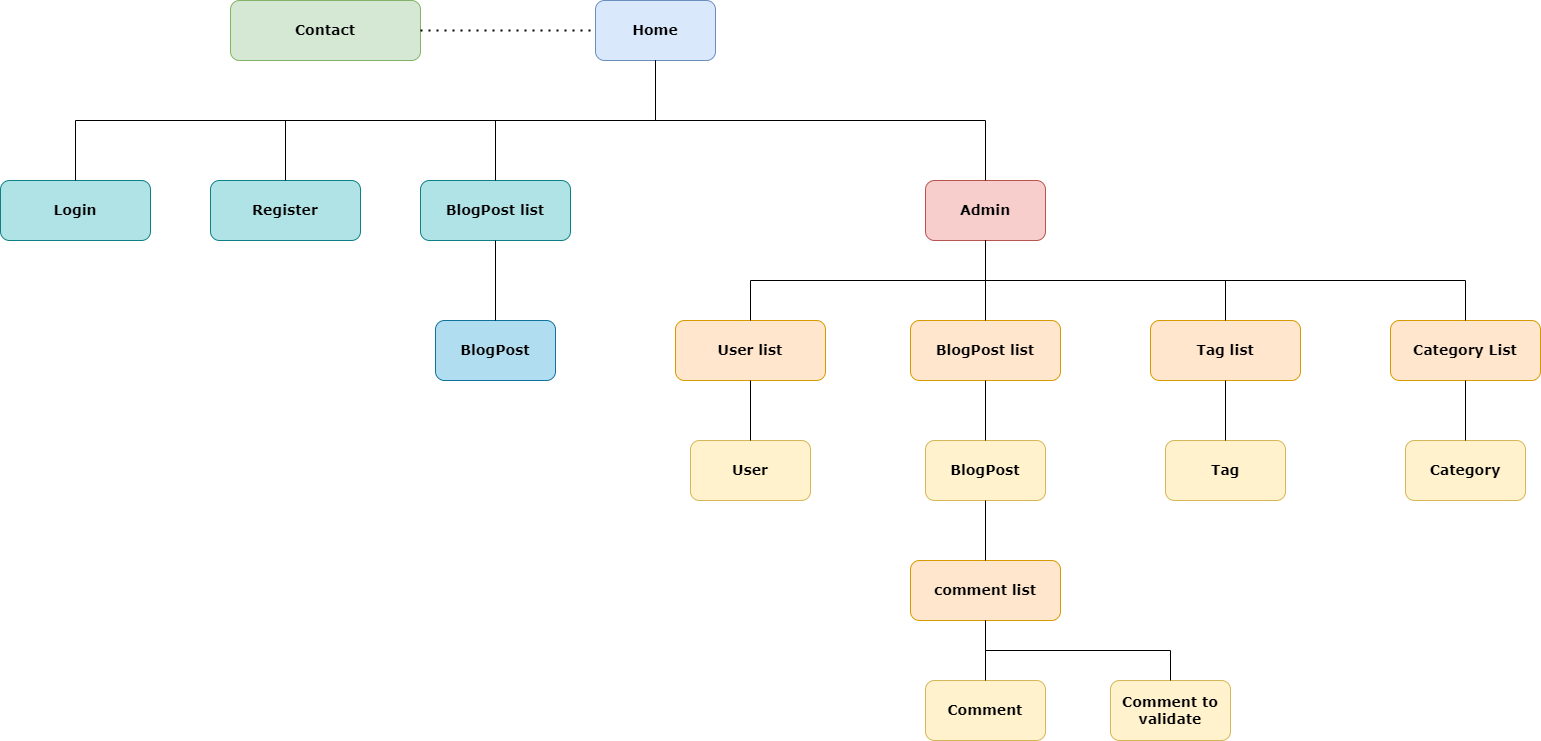 Contact
Home
Login
Register
BlogPost list
Admin
BlogPost
User list
BlogPost list
Tag list
Category List
User
BlogPost
Tag
Category
comment list
Comment
Comment to
validate